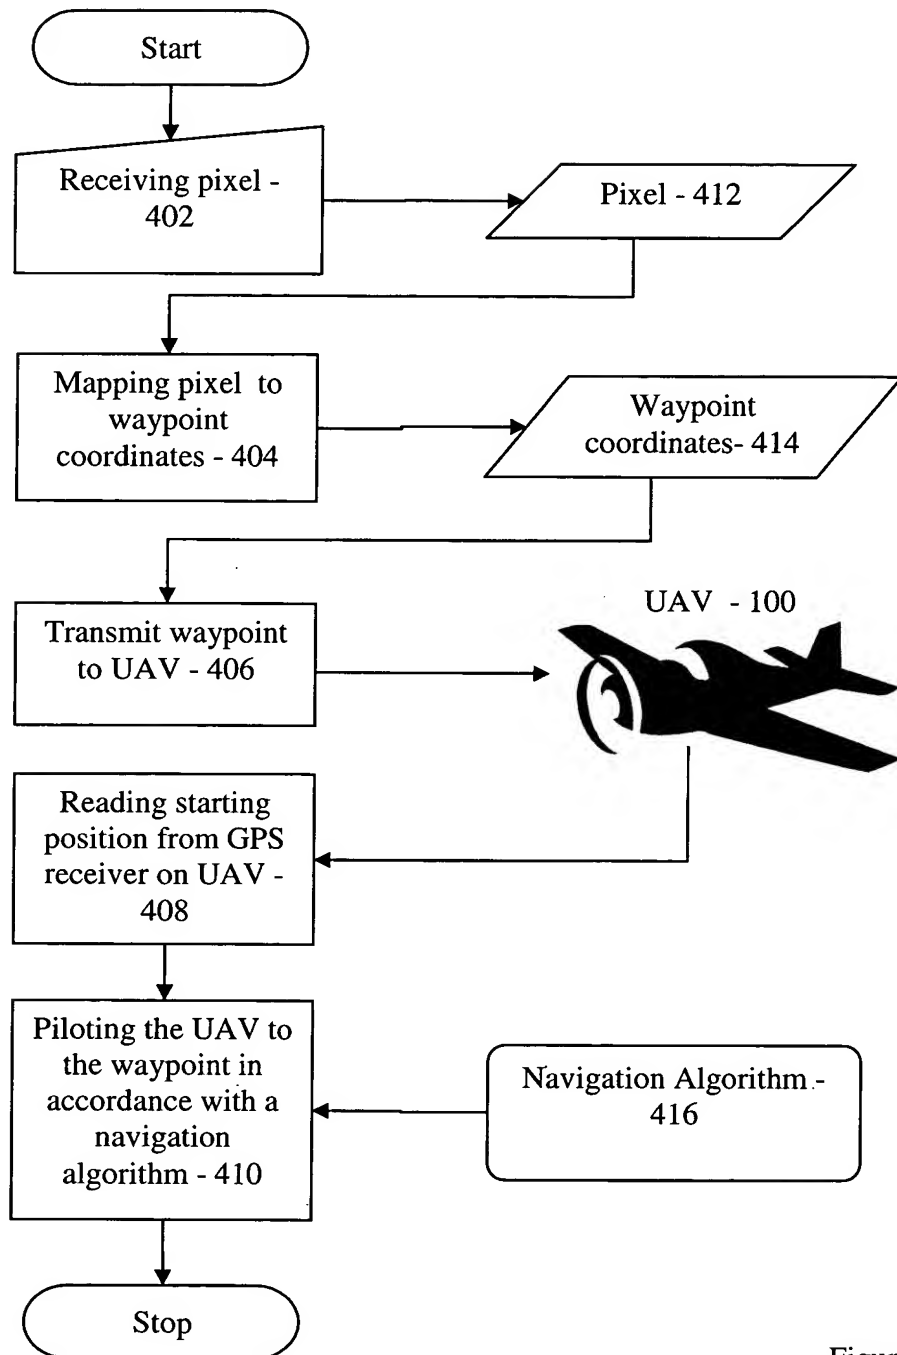 Start
Receiving pixel -
402
Pixel - 412
Mapping pixel to
waypoint
coordinates - 404
Waypoint
coordinates- 414
Transmit waypoint
to UAV - 406
UAV - 100
Reading starting
position from GPS
receiver on UAV -
408
Piloting the UAV to
the waypoint in
accordance with a
navigation
algorithm - 410
Navigation Algorithm -
416
Stop